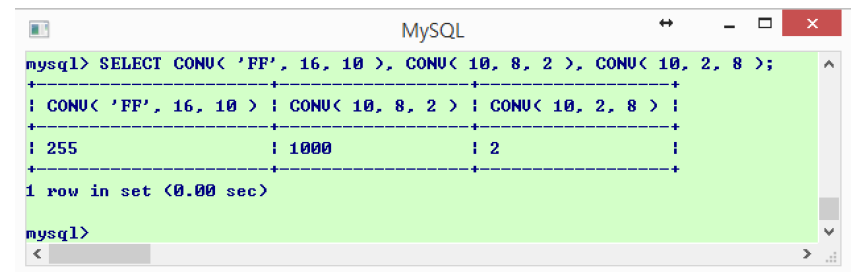 MySQL
mysql> SELECT CONV( 'FF', 16, 10 ), CONV( 10, 8, 2 ), CONV( 10, 2, 8 );
+----------------------+------------------+------------------+
| CONV( 'FF', 16, 10 ) | CONV( 10, 8, 2 ) | CONV( 10, 2, 8 ) |
+----------------------+------------------+------------------+
| 255                  | 1000             | 2                |
+----------------------+------------------+------------------+
1 row in set (0.00 sec)
mysql>